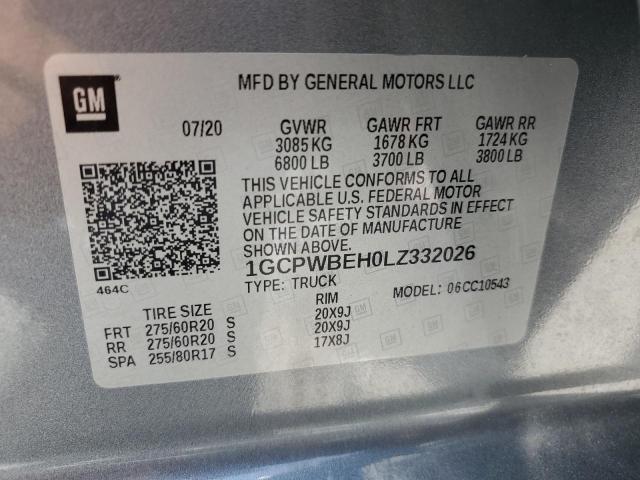 GM
MFD BY GENERAL MOTORS LLC
07/20 GVWR GAWR FRT GAWR RR
3085 KG 1678 KG 1724 KG
6800 LB 3700 LB 3800 LB
THIS VEHICLE CONFORMS TO ALL
APPLICABLE U.S. FEDERAL MOTOR
VEHICLE SAFETY STANDARDS IN EFFECT
ON THE DATE OF MANUFACTURE
SHOWN ABOVE.
1GCPWBEH0LZ332026
464C
TYPE: TRUCK MODEL: 06CC10543
TIRE SIZE RIM
FRT 275/60R20 S 20X9J
RR 275/60R20 S 20X9J
SPA 255/80R17 S 17X8J